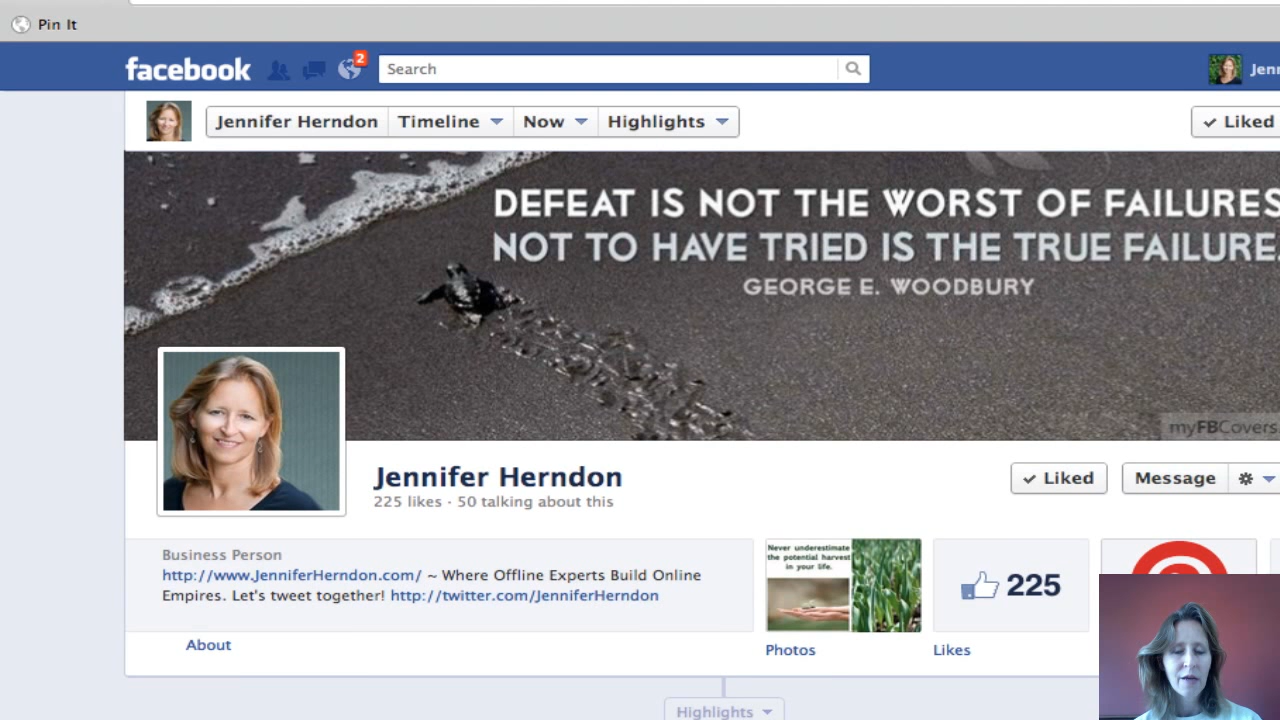 Pin It
facebook
2
Search
Jenn
Jennifer Herndon
Timeline
Now
Highlights
Liked
DEFEAT IS NOT THE WORST OF FAILURES
NOT TO HAVE TRIED IS THE TRUE FAILURE.
GEORGE E. WOODBURY
myFBCovers
Jennifer Herndon
225 likes · 50 talking about this
Liked
Message
Business Person
http://www.JenniferHerndon.com/ ~ Where Offline Experts Build Online
Empires. Let's tweet together! http://twitter.com/JenniferHerndon
About
Never underestimate
the potential harvest
in your life.
Photos
225
Likes
Highlights